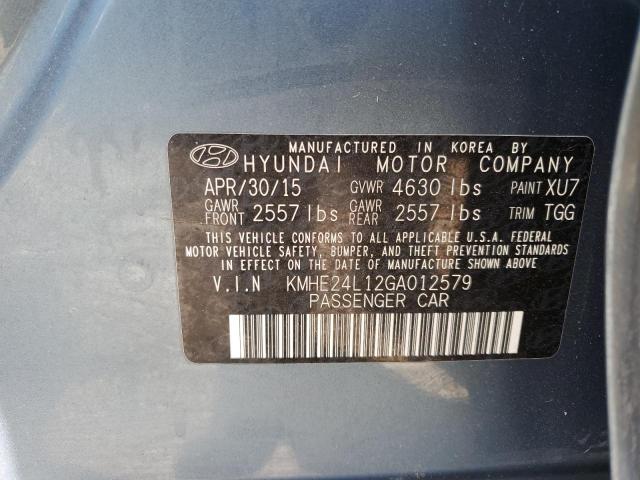 MANUFACTURED IN KOREA BY
HYUNDAI MOTOR COMPANY
APR/30/15 GVWR 4630 lbs PAINT XU7
GAWR FRONT 2557 lbs GAWR REAR 2557 lbs TRIM TGG
THIS VEHICLE CONFORMS TO ALL APPLICABLE U.S.A. FEDERAL
MOTOR VEHICLE SAFETY, BUMPER, AND THEFT PREVENTION STANDARDS
IN EFFECT ON THE DATE OF MANUFACTURE SHOWN ABOVE
V.I.N KMHE24L12GA012579
PASSENGER CAR